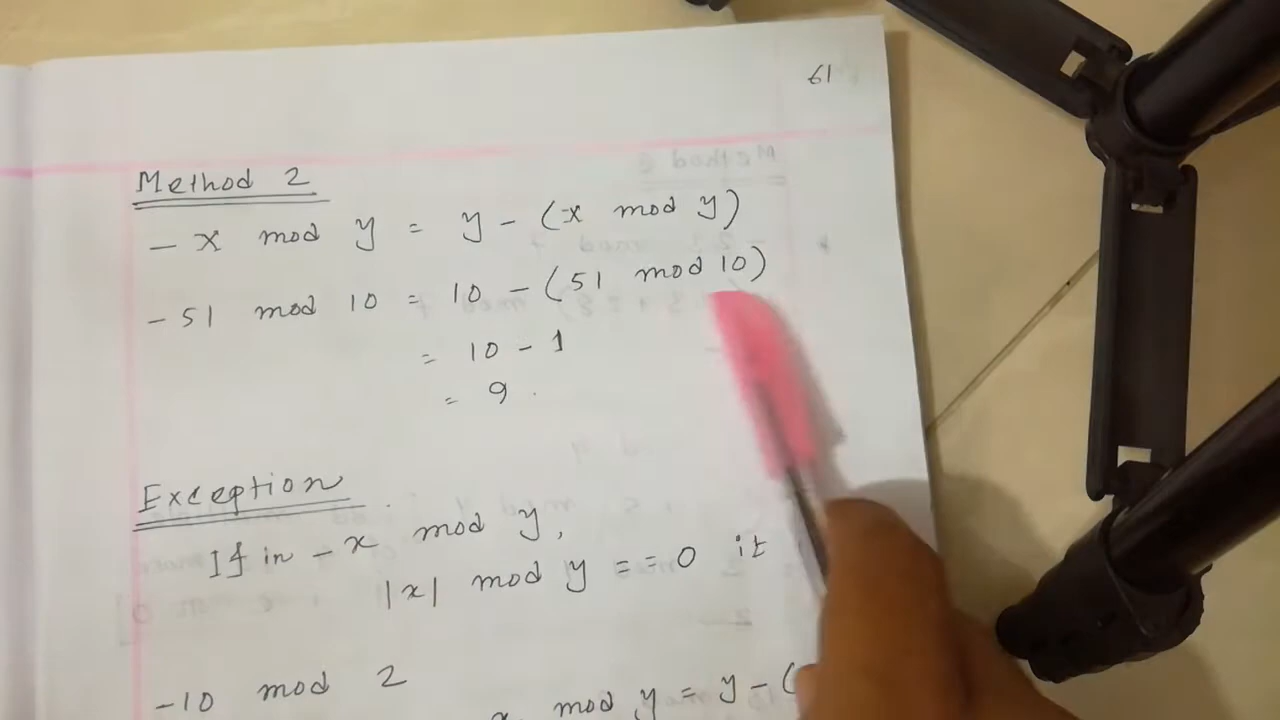 61
Method 2
- x mod y = y - (x mod y)
-51 mod 10 = 10 - (51 mod 10)
= 10 - 1
= 9.
Exception
If in - x mod y,
|x| mod y == 0 it
-10 mod 2
x mod y = y - (